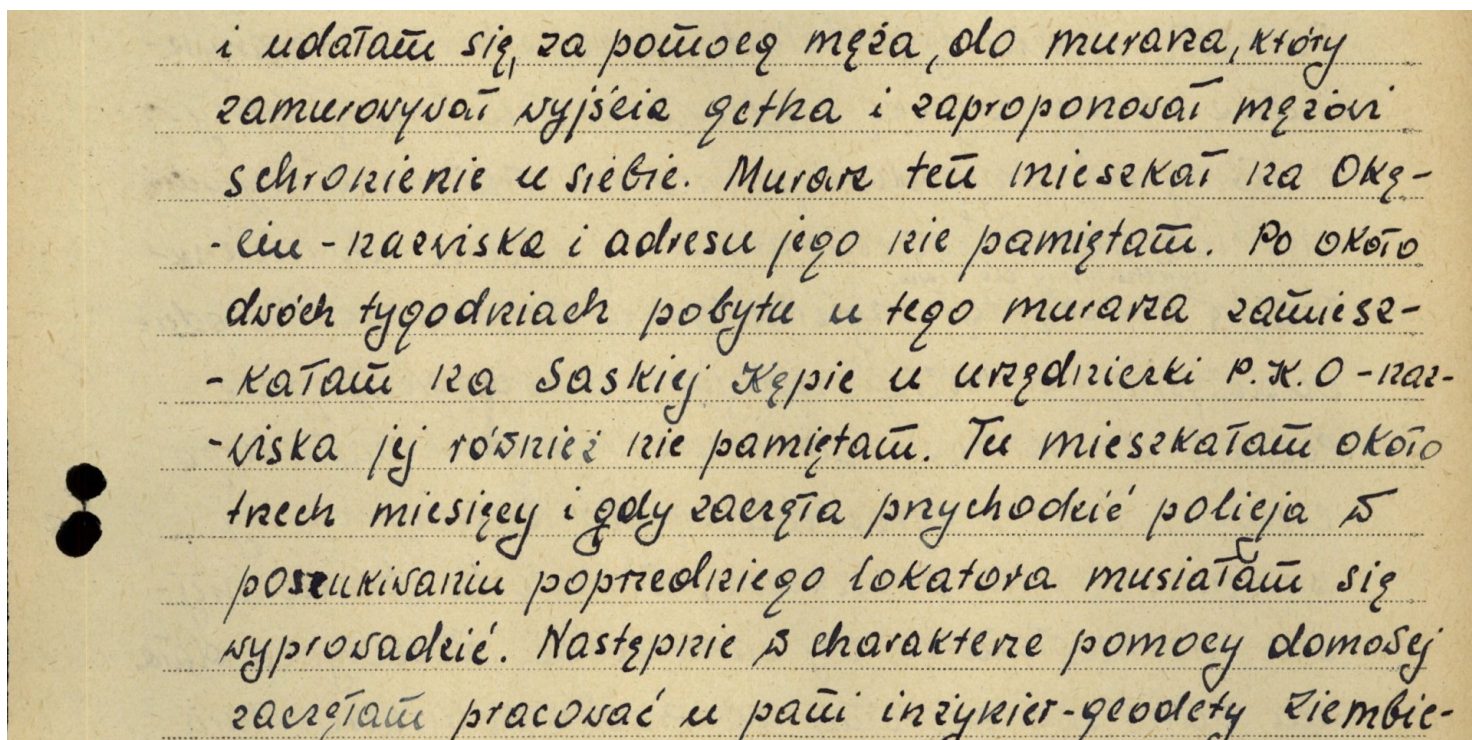 i udałam się, za pomocą męża, do murarza, który
zamurowywał wyjścia getta i zaproponował mężowi
schronienie u siebie. Murarz ten mieszkał na Okę-
-ciu - nazwiska i adresu jego nie pamiętam. Po około
dwóch tygodniach pobytu u tego murarza zamiesz-
-kałam na Saskiej Kępie u urzędniczki P.K.O - naz-
-wiska jej również nie pamiętam. Tu mieszkałam około
trzech miesięcy i gdy zaczęła przychodzić policja w
poszukiwaniu poprzedniego lokatora musiałam się
wyprowadzić. Następnie w charakterze pomocy domowej
zaczęłam pracować u pani inżynier-geodety Ziembie-